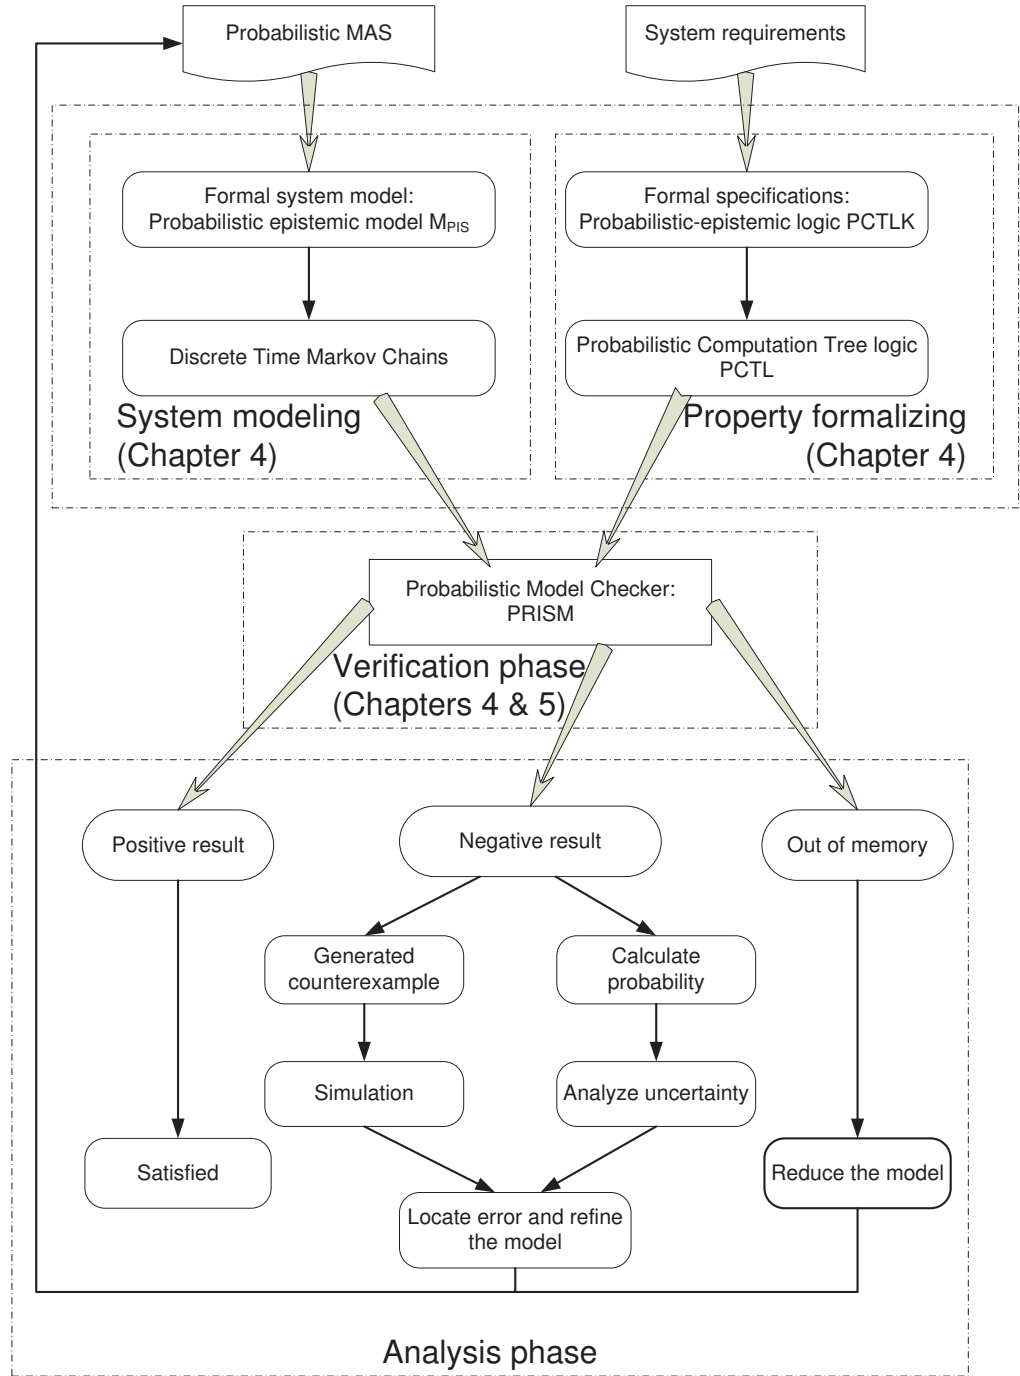 Probabilistic MAS
System requirements
Formal system model:
Probabilistic epistemic model M_PIS
Formal specifications:
Probabilistic-epistemic logic PCTLK
Discrete Time Markov Chains
Probabilistic Computation Tree logic
PCTL
System modeling
(Chapter 4)
Property formalizing
(Chapter 4)
Probabilistic Model Checker:
PRISM
Verification phase
(Chapters 4 & 5)
Positive result
Negative result
Out of memory
Generated
counterexample
Calculate
probability
Simulation
Analyze uncertainty
Satisfied
Reduce the model
Locate error and refine
the model
Analysis phase